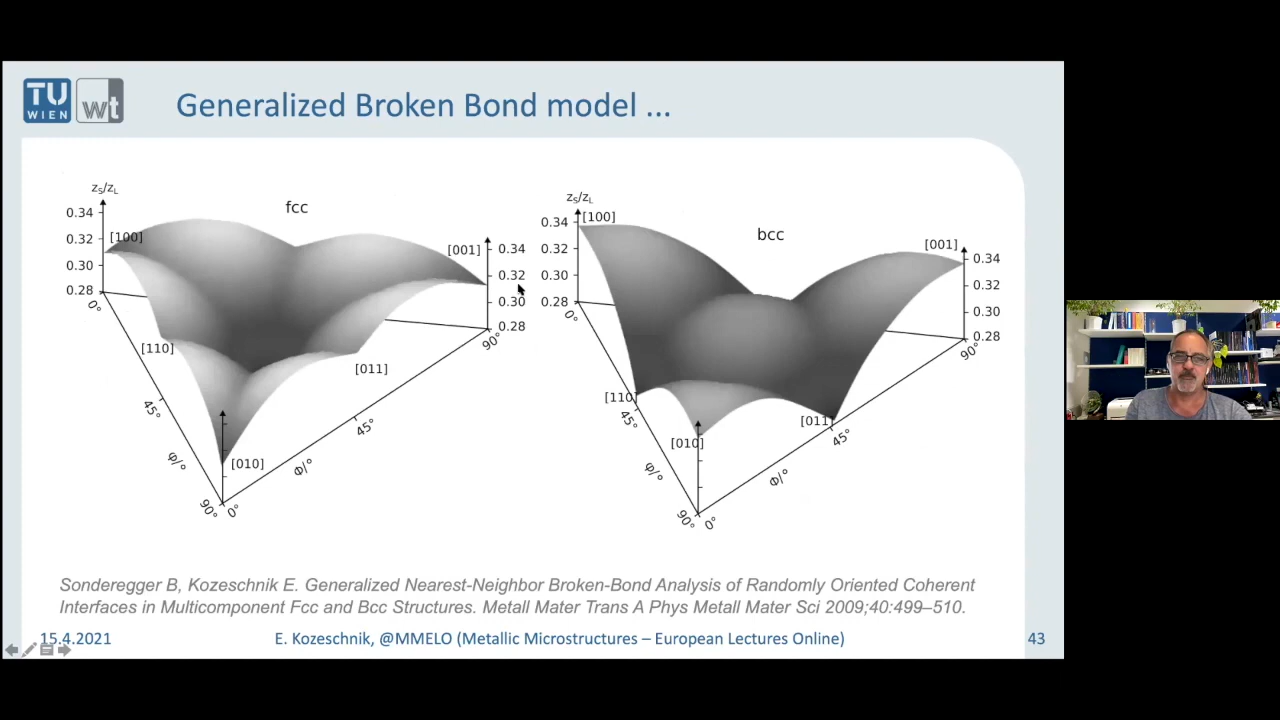 TU
WIEN
wt
Generalized Broken Bond model ...
fcc
zS/zL
0.34
0.32
0.30
0.28
[100]
[001]
0.34
0.32
0.30
0.28
0°
90°
[110]
[011]
45°
45°
φ/°
Φ/°
[010]
90°
0°
bcc
zS/zL
0.34
0.32
0.30
0.28
[100]
[001]
0.34
0.32
0.30
0.28
0°
90°
[110]
[011]
45°
45°
[010]
φ/°
Φ/°
90°
0°
Sonderegger B, Kozeschnik E. Generalized Nearest-Neighbor Broken-Bond Analysis of Randomly Oriented Coherent
Interfaces in Multicomponent Fcc and Bcc Structures. Metall Mater Trans A Phys Metall Mater Sci 2009;40:499–510.
15.4.2021
E. Kozeschnik, @MMELO (Metallic Microstructures – European Lectures Online)
43